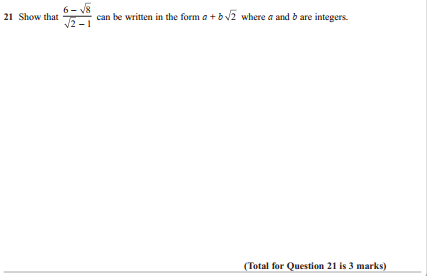 21 Show that (6 − √8)/(√2 − 1) can be written in the form a + b√2 where a and b are integers.
(Total for Question 21 is 3 marks)